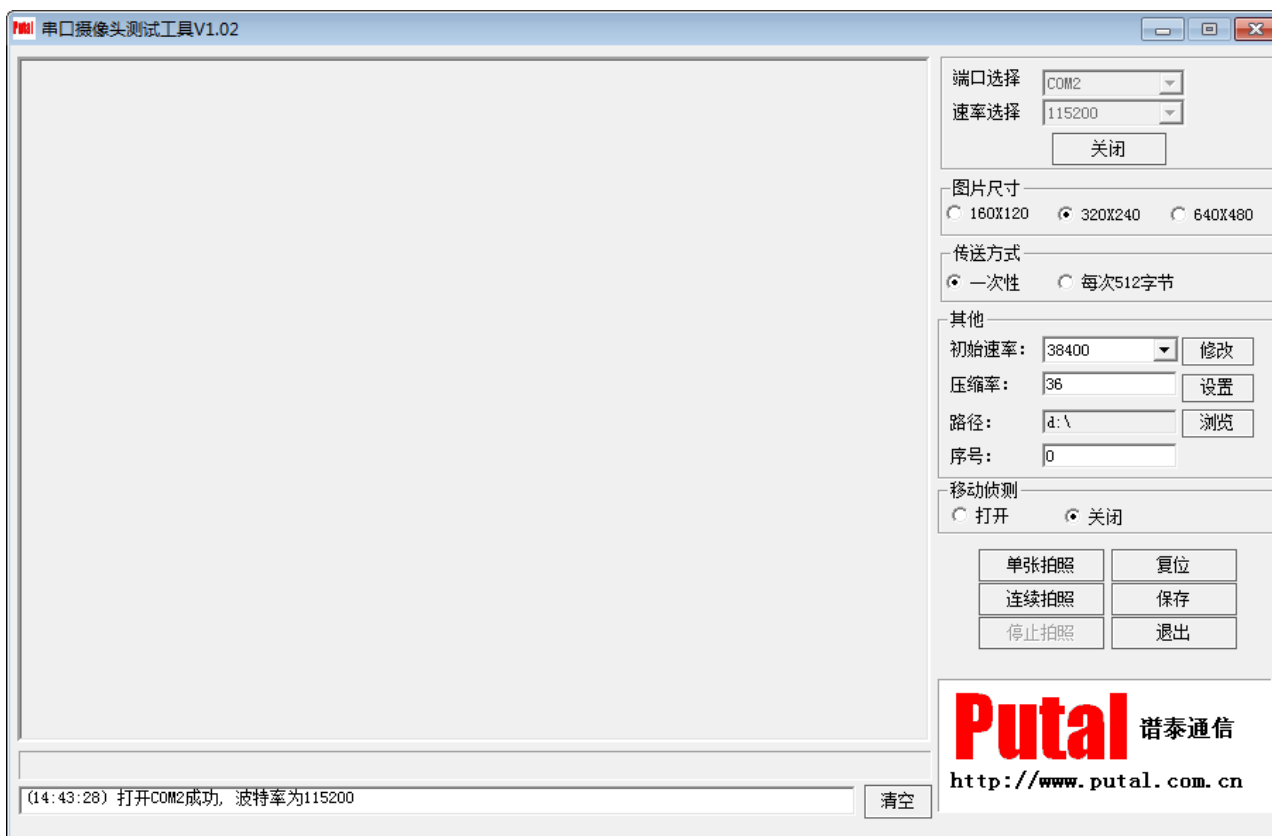 Putal 串口摄像头测试工具V1.02
端口选择 COM2
速率选择 115200
关闭
图片尺寸
160X120 320X240 640X480
传送方式
一次性 每次512字节
其他
初始速率: 38400 修改
压缩率: 36 设置
路径: d:\ 浏览
序号: 0
移动侦测
打开 关闭
单张拍照 复位
连续拍照 保存
停止拍照 退出
Putal 谱泰通信
http://www.putal.com.cn
(14:43:28) 打开COM2成功, 波特率为115200 清空